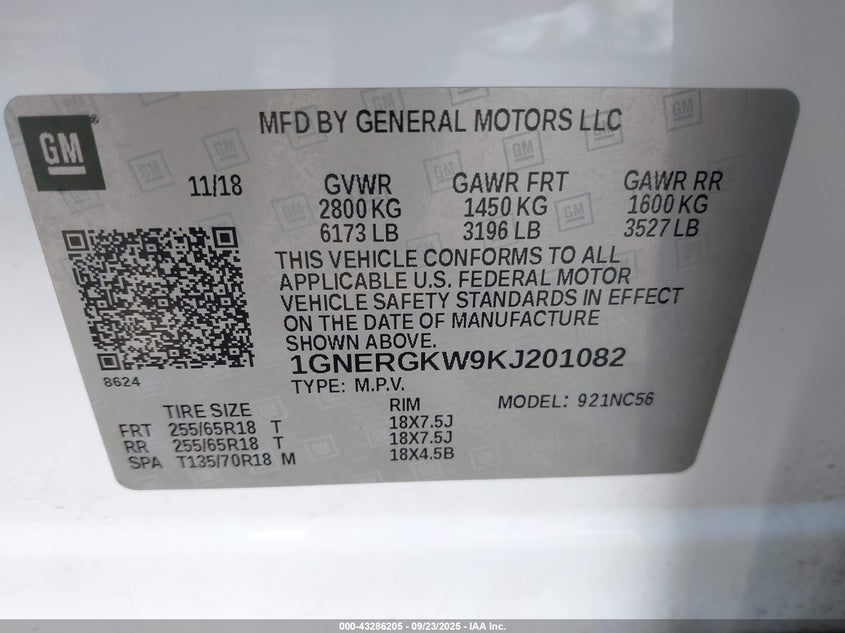 GM
MFD BY GENERAL MOTORS LLC
11/18 GVWR GAWR FRT GAWR RR
2800 KG 1450 KG 1600 KG
6173 LB 3196 LB 3527 LB
THIS VEHICLE CONFORMS TO ALL
APPLICABLE U.S. FEDERAL MOTOR
VEHICLE SAFETY STANDARDS IN EFFECT
ON THE DATE OF MANUFACTURE
SHOWN ABOVE.
8624 1GNERGKW9KJ201082
TYPE: M.P.V. MODEL: 921NC56
TIRE SIZE RIM
FRT 255/65R18 T 18X7.5J
RR 255/65R18 T 18X7.5J
SPA T135/70R18 M 18X4.5B
000-43286205 - 09/23/2025 - IAA Inc.